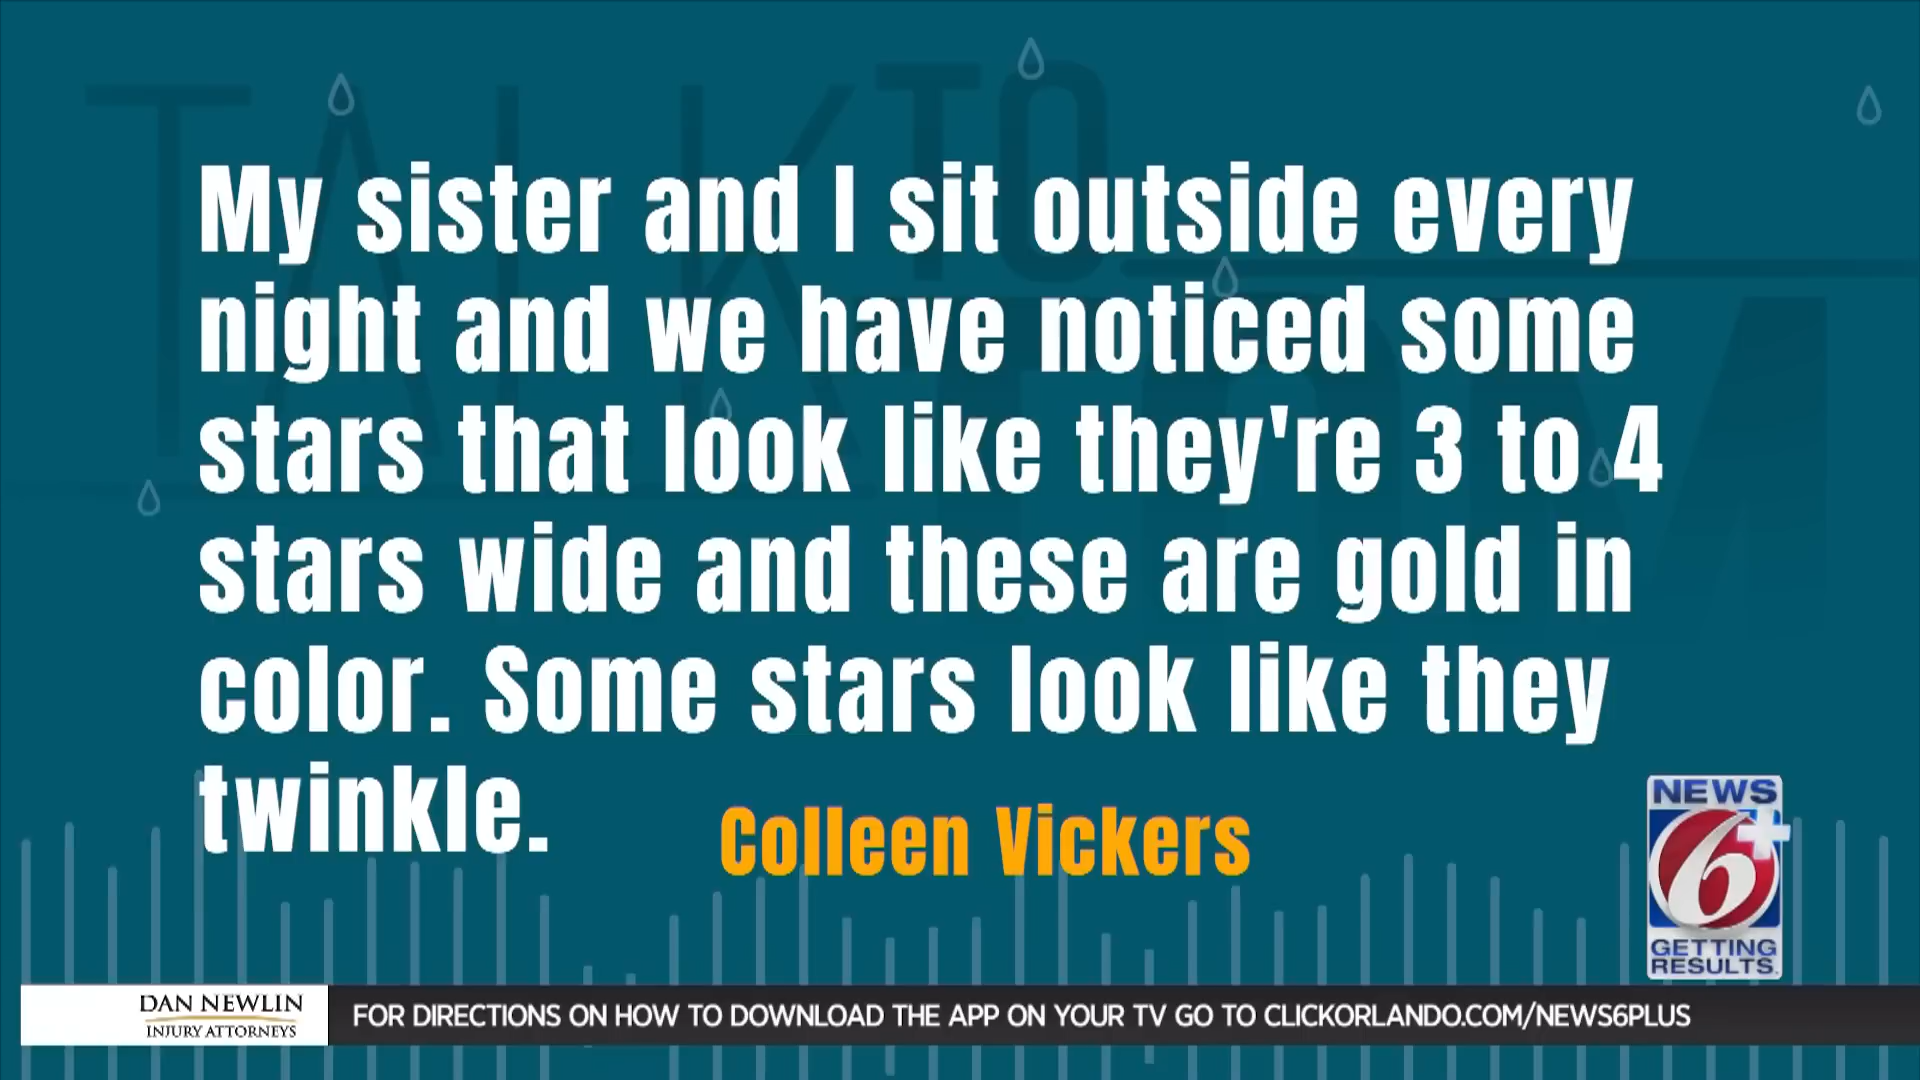 TALK TO TOM
My sister and I sit outside every
night and we have noticed some
stars that look like they're 3 to 4
stars wide and these are gold in
color. Some stars look like they
twinkle.
Colleen Vickers
NEWS
6+
GETTING
RESULTS.
DAN NEWLIN
INJURY ATTORNEYS
FOR DIRECTIONS ON HOW TO DOWNLOAD THE APP ON YOUR TV GO TO CLICKORLANDO.COM/NEWS6PLUS